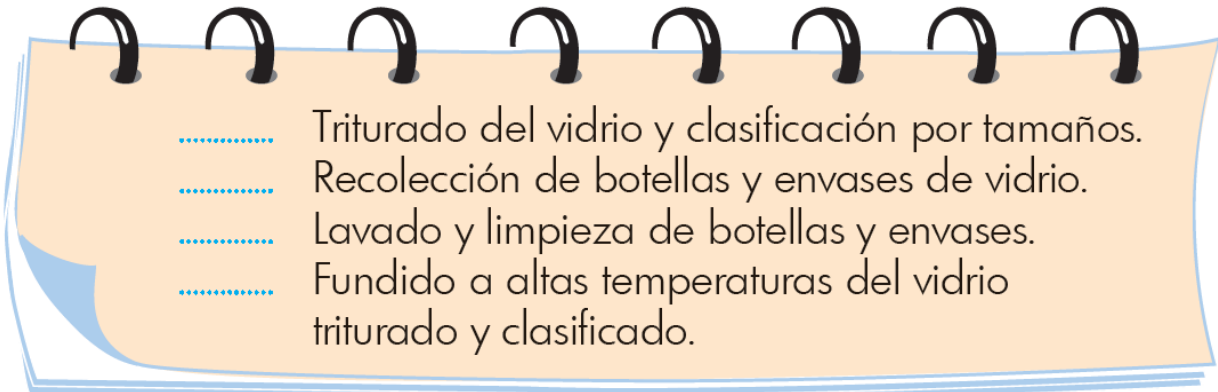 ............ Triturado del vidrio y clasificación por tamaños.
............ Recolección de botellas y envases de vidrio.
............ Lavado y limpieza de botellas y envases.
............ Fundido a altas temperaturas del vidrio
triturado y clasificado.